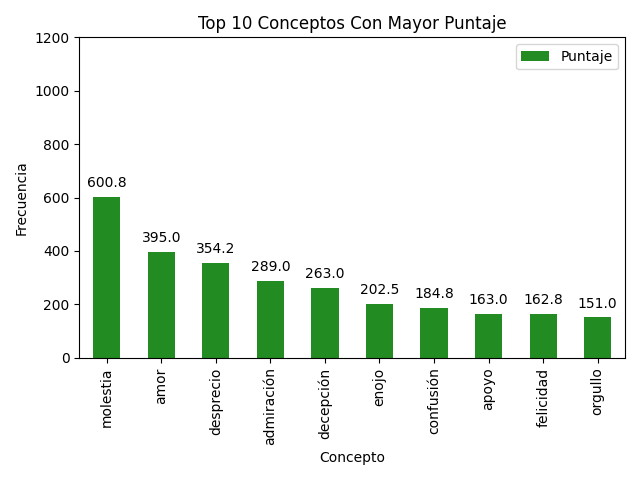 Top 10 Conceptos Con Mayor Puntaje
Puntaje
Frecuencia
1200
1000
800
600
400
200
0
600.8
395.0
354.2
289.0
263.0
202.5
184.8
163.0
162.8
151.0
molestia
amor
desprecio
admiración
decepción
enojo
confusión
apoyo
felicidad
orgullo
Concepto